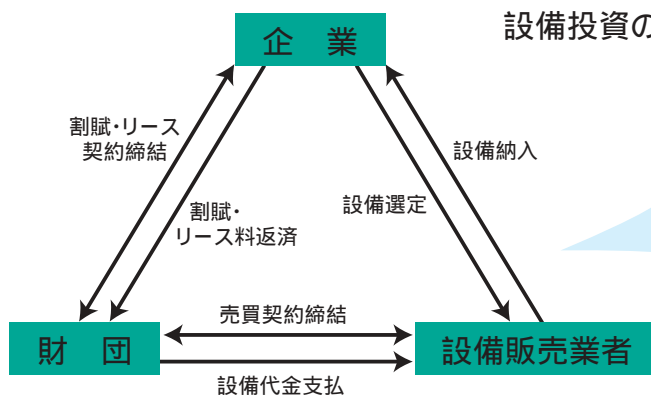 設備投資の
企　業
割賦・リース
契約締結
設備納入
割賦・
リース料返済
設備選定
売買契約締結
財　団
設備販売業者
設備代金支払